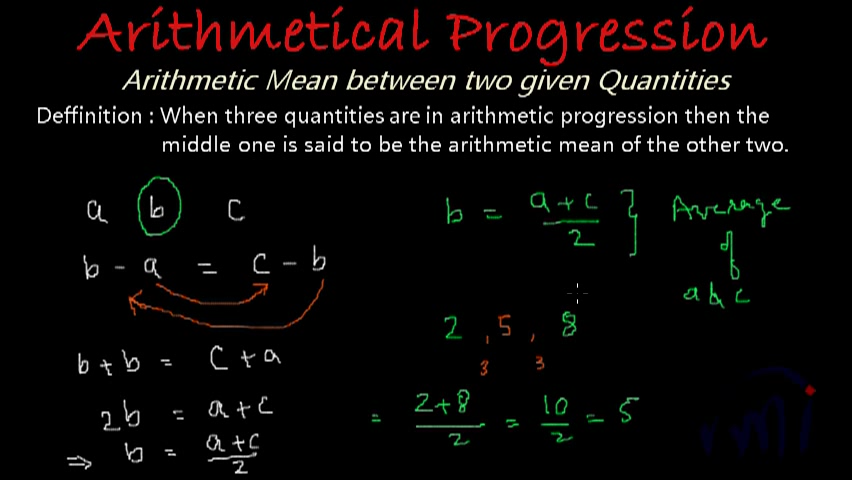 Arithmetical Progression
Arithmetic Mean between two given Quantities
Deffinition : When three quantities are in arithmetic progression then the
middle one is said to be the arithmetic mean of the other two.
a b c
b - a = c - b
b + b = c + a
2b = a + c
⇒ b = a+c/2
b = a+c/2 } Average
of
a & c
2 , 5 , 8
3 3
= 2+8/2 = 10/2 = 5
rmi